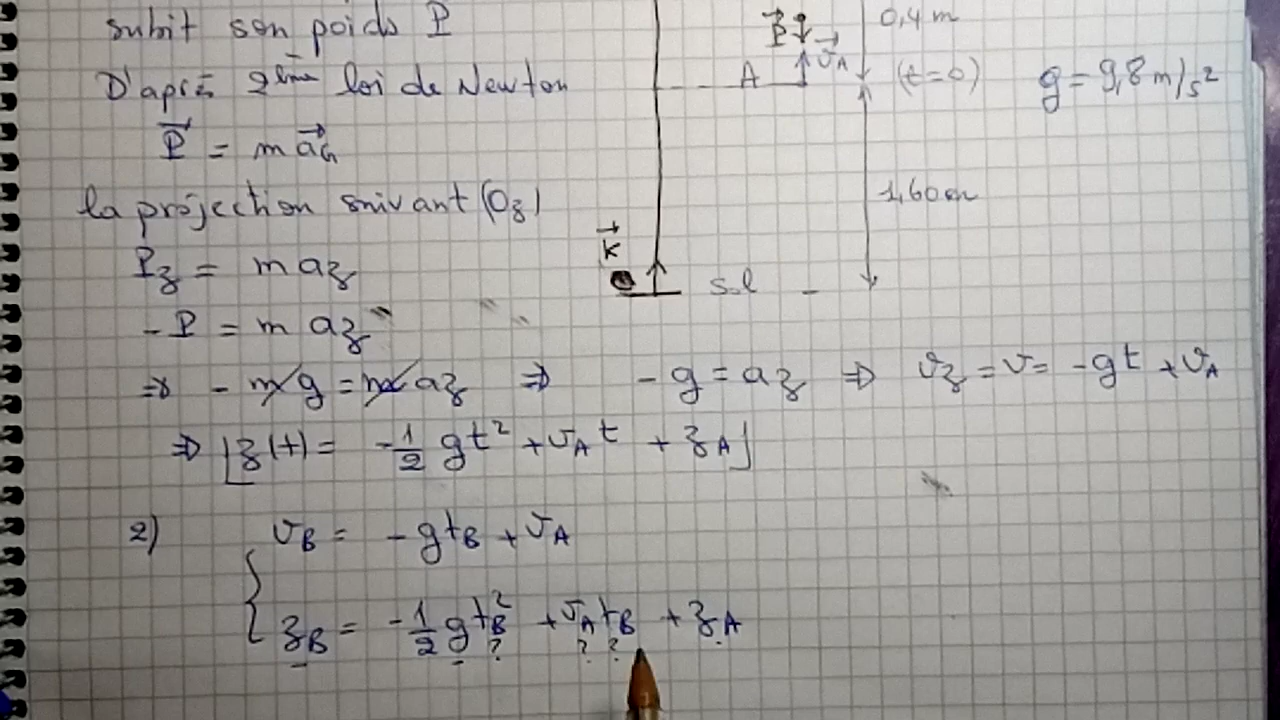 subit son poids P
D'après 2ème loi de Newton
P = m aG
la projection suivant (Oz)
Pz = m az
- P = m az
⇒ - mg = m az ⇒ - g = az ⇒ vz = v = - gt + vA
⇒ [z(t) = - 1/2 gt² + vA t + zA]
2) vB = - gtB + vA
zB = - 1/2 gtB² + vA tB + zA
? ? ?
P vA
0,4 m
A (t=0) g = 9,8 m/s²
1,60 m
k
O sol